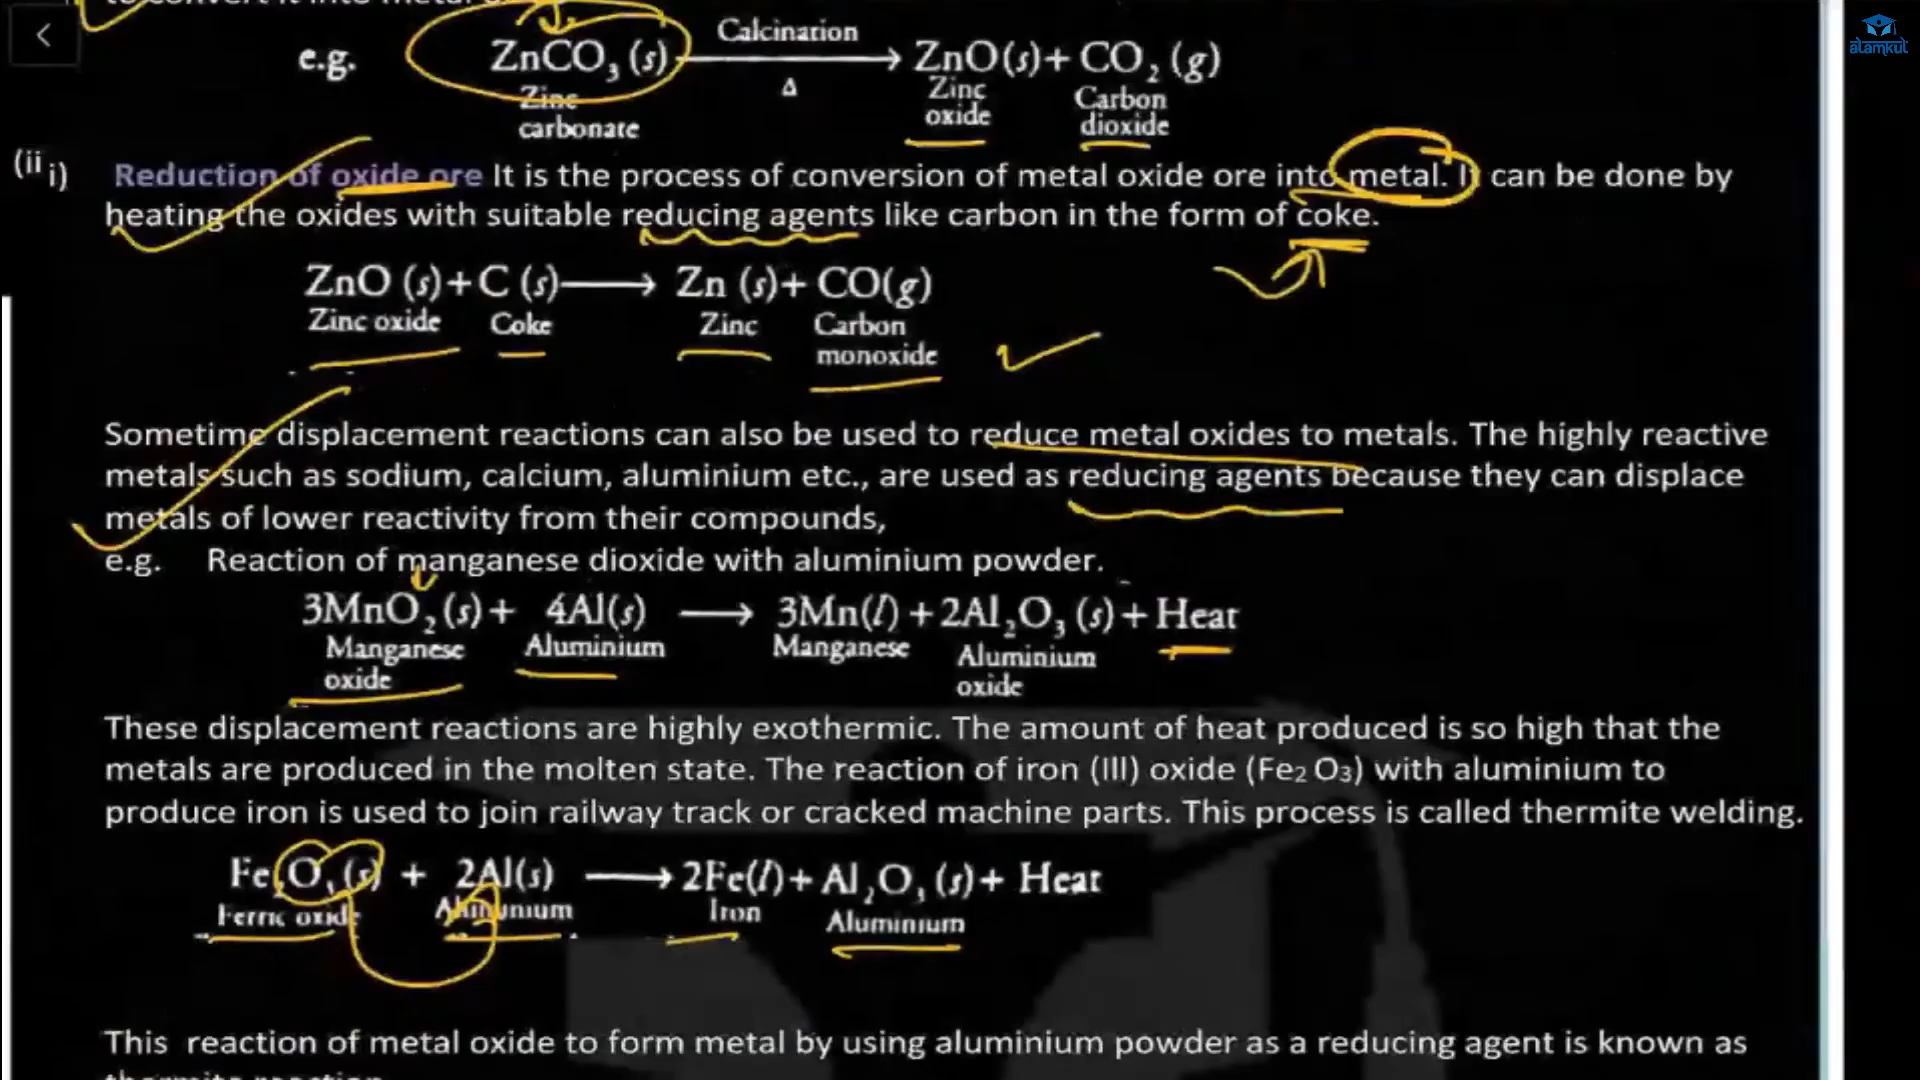 e.g. ZnCO₃ (s) Calcination ZnO(s)+ CO₂ (g)
Δ
Zinc carbonate Zinc oxide Carbon dioxide
alamkul
(ii i) Reduction of oxide ore It is the process of conversion of metal oxide ore into metal. It can be done by
heating the oxides with suitable reducing agents like carbon in the form of coke.
ZnO (s)+C (s)⟶ Zn (s)+ CO(g)
Zinc oxide Coke Zinc Carbon monoxide
Sometime displacement reactions can also be used to reduce metal oxides to metals. The highly reactive
metals such as sodium, calcium, aluminium etc., are used as reducing agents because they can displace
metals of lower reactivity from their compounds,
e.g. Reaction of manganese dioxide with aluminium powder.
3MnO₂ (s)+ 4Al(s) ⟶ 3Mn(l) +2Al₂O₃ (s)+ Heat
Manganese oxide Aluminium Manganese Aluminium oxide
These displacement reactions are highly exothermic. The amount of heat produced is so high that the
metals are produced in the molten state. The reaction of iron (III) oxide (Fe₂ O₃) with aluminium to
produce iron is used to join railway track or cracked machine parts. This process is called thermite welding.
Fe₂O₃(s) + 2Al(s) ⟶ 2Fe(l)+ Al₂O₃ (s)+ Heat
Ferric oxide Aluminium Iron Aluminium
This reaction of metal oxide to form metal by using aluminium powder as a reducing agent is known as